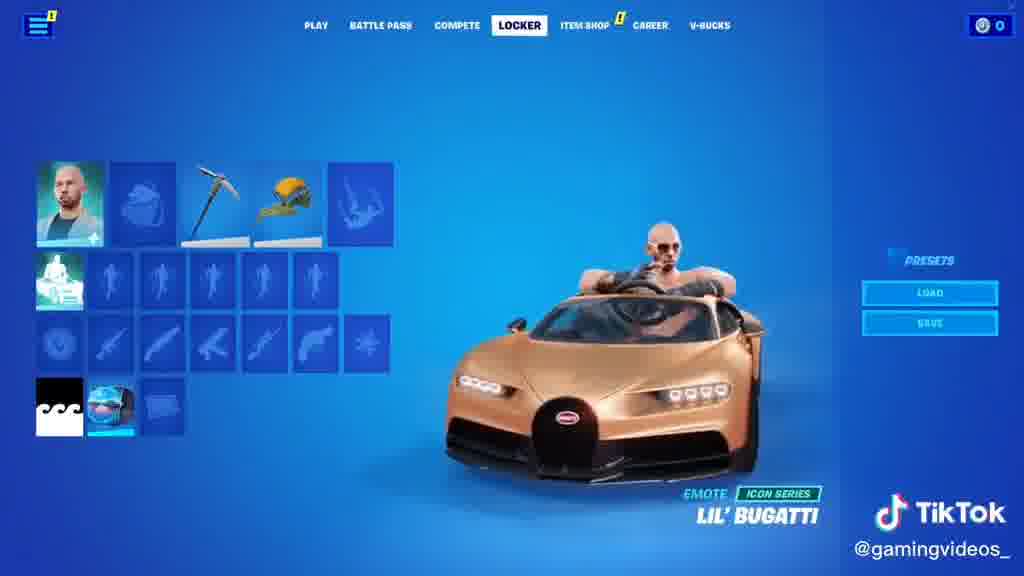 PLAY BATTLE PASS COMPETE LOCKER ITEM SHOP CAREER V-BUCKS
0
PRESETS
LOAD
SAVE
EMOTE ICON SERIES
LIL' BUGATTI
TikTok
@gamingvideos_